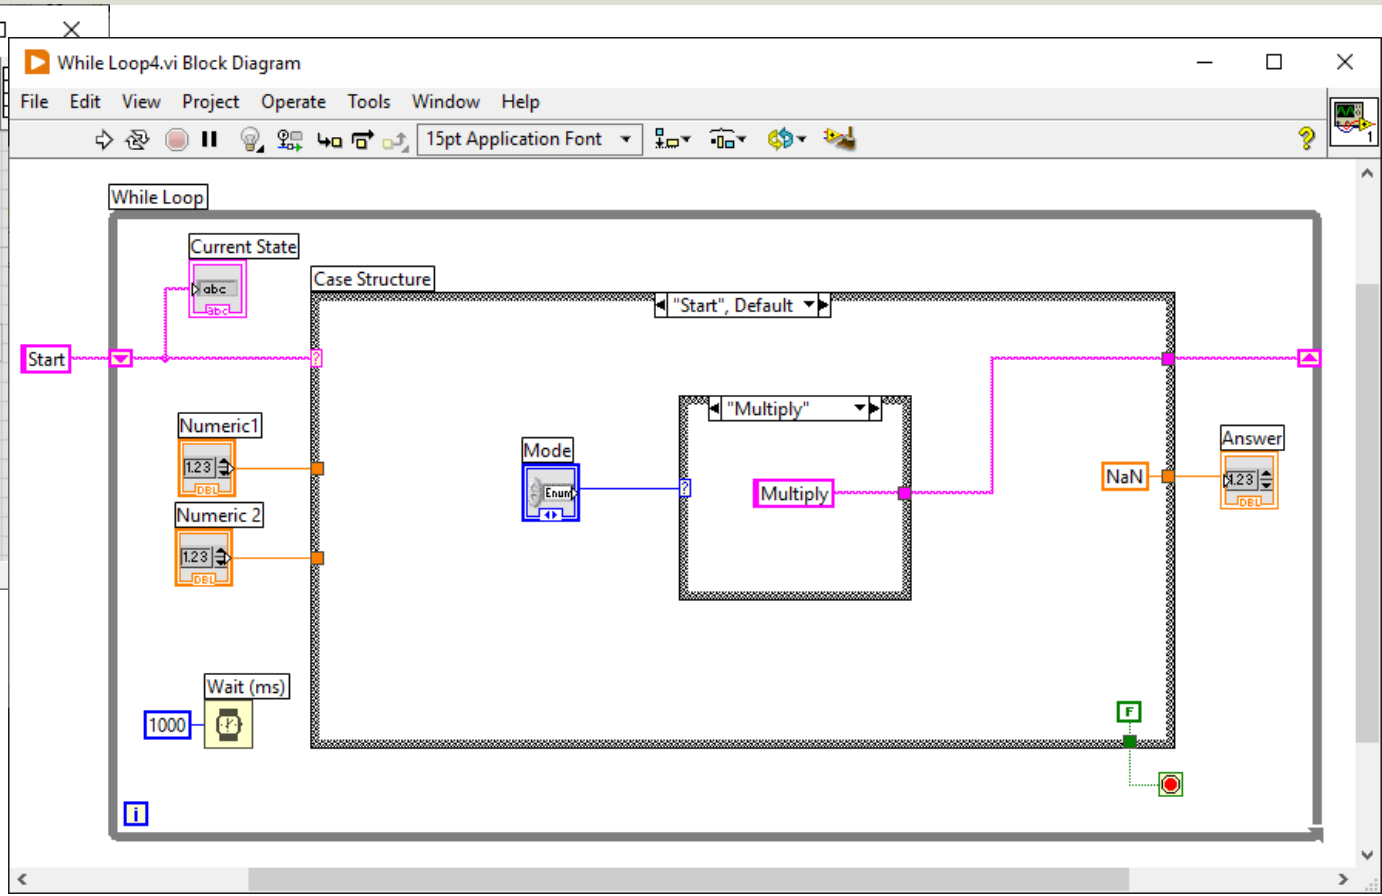 While Loop4.vi Block Diagram
File Edit View Project Operate Tools Window Help
15pt Application Font
1
While Loop
Current State
abc
abc
Case Structure
"Start", Default
Start
?
"Multiply"
Numeric1
1.23
DBL
Mode
Enum
?
Multiply
Answer
1.23
DBL
NaN
Numeric 2
1.23
DBL
Wait (ms)
1000
F
i